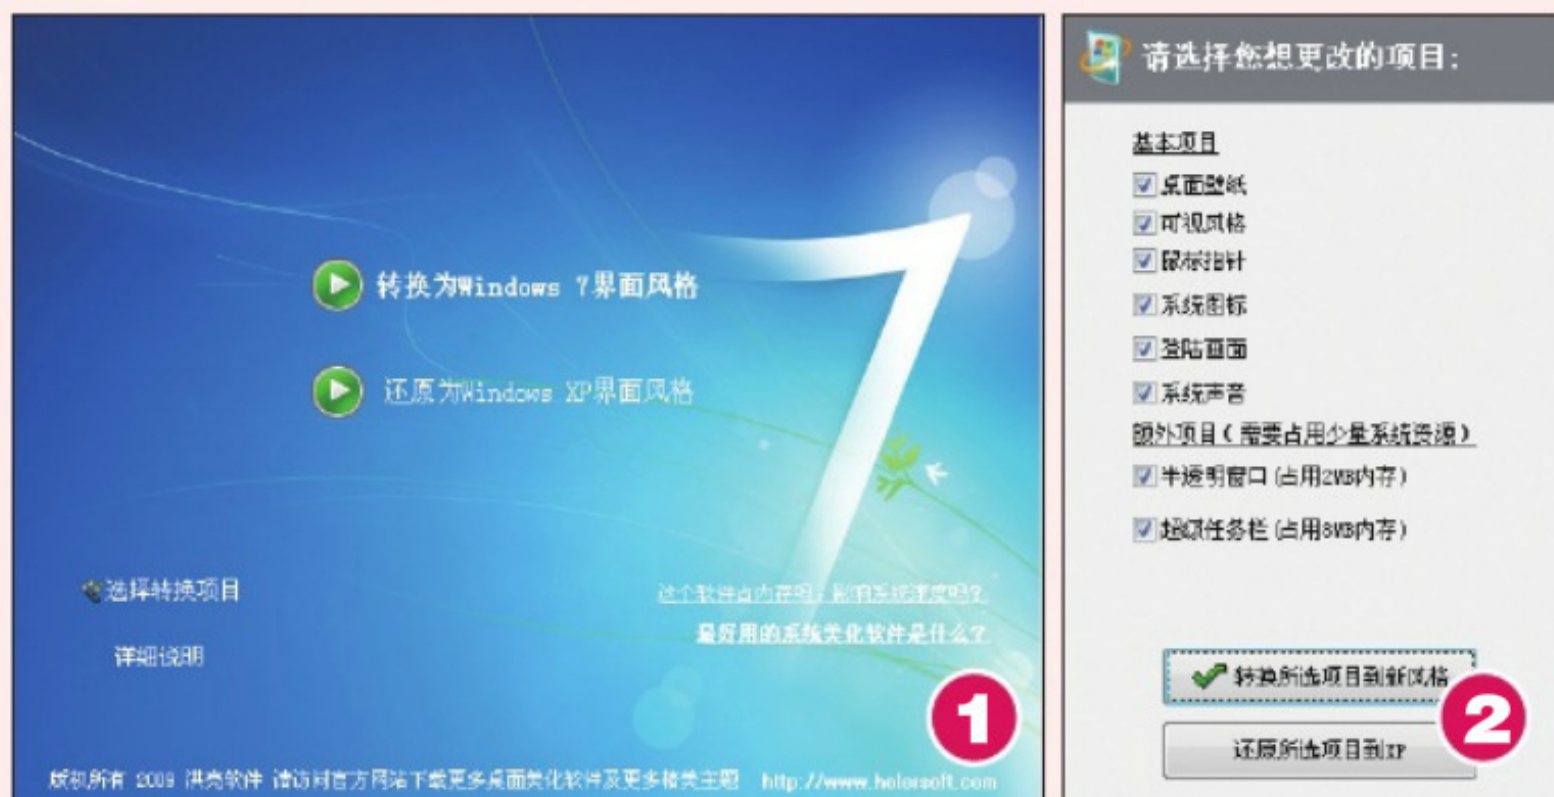 转换为Windows 7界面风格
还原为Windows XP界面风格
选择转换项目
这个软件占内存吗？影响系统速度吗？
最好用的系统美化软件是什么？
详细说明
1
版权所有 2009 洪亮软件 请访问官方网站下载更多桌面美化软件及更多精美主题 http://www.holersoft.com
请选择您想更改的项目：
基本项目
桌面壁纸
可视风格
鼠标指针
系统图标
登陆画面
系统声音
额外项目（需要占用少量系统资源）
半透明窗口（占用2MB内存）
超级任务栏（占用8MB内存）
转换所选项目到新风格
2
还原所选项目到XP